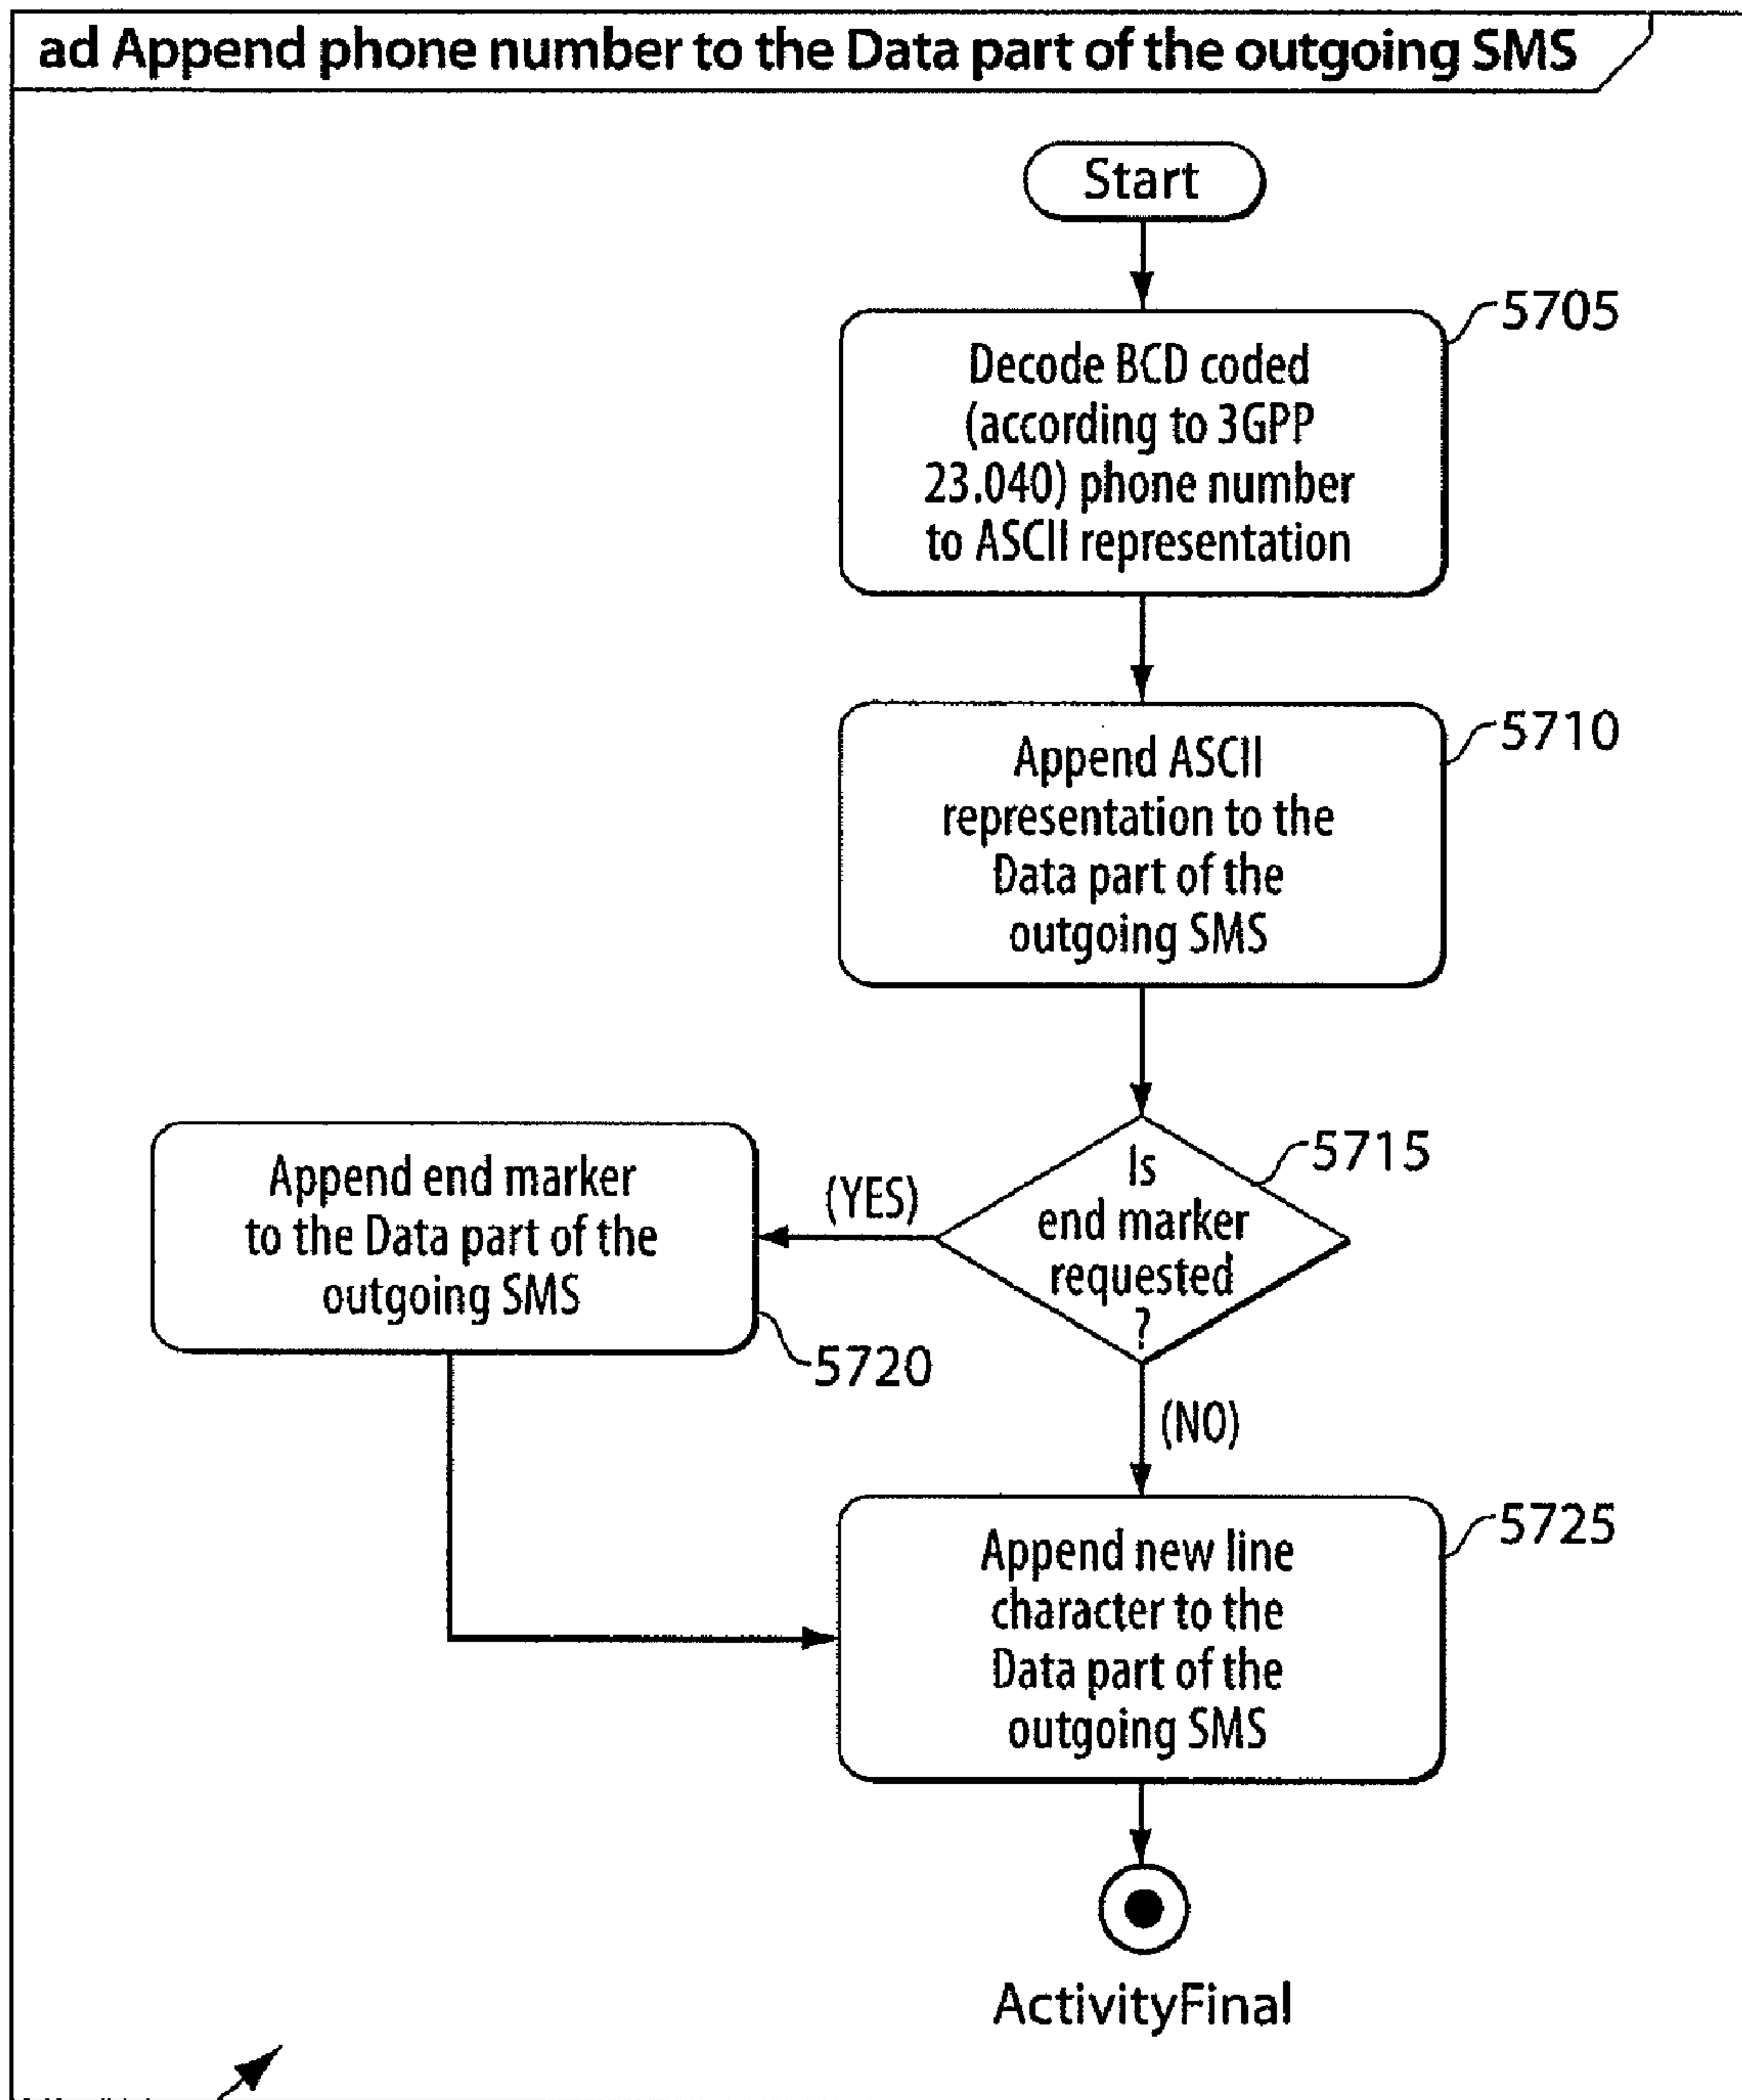 ad Append phone number to the Data part of the outgoing SMS
Start
5705
Decode BCD coded
(according to 3GPP
23.040) phone number
to ASCII representation
5710
Append ASCII
representation to the
Data part of the
outgoing SMS
5715
Is
end marker
requested
?
(YES)
Append end marker
to the Data part of the
outgoing SMS
5720
(NO)
5725
Append new line
character to the
Data part of the
outgoing SMS
ActivityFinal